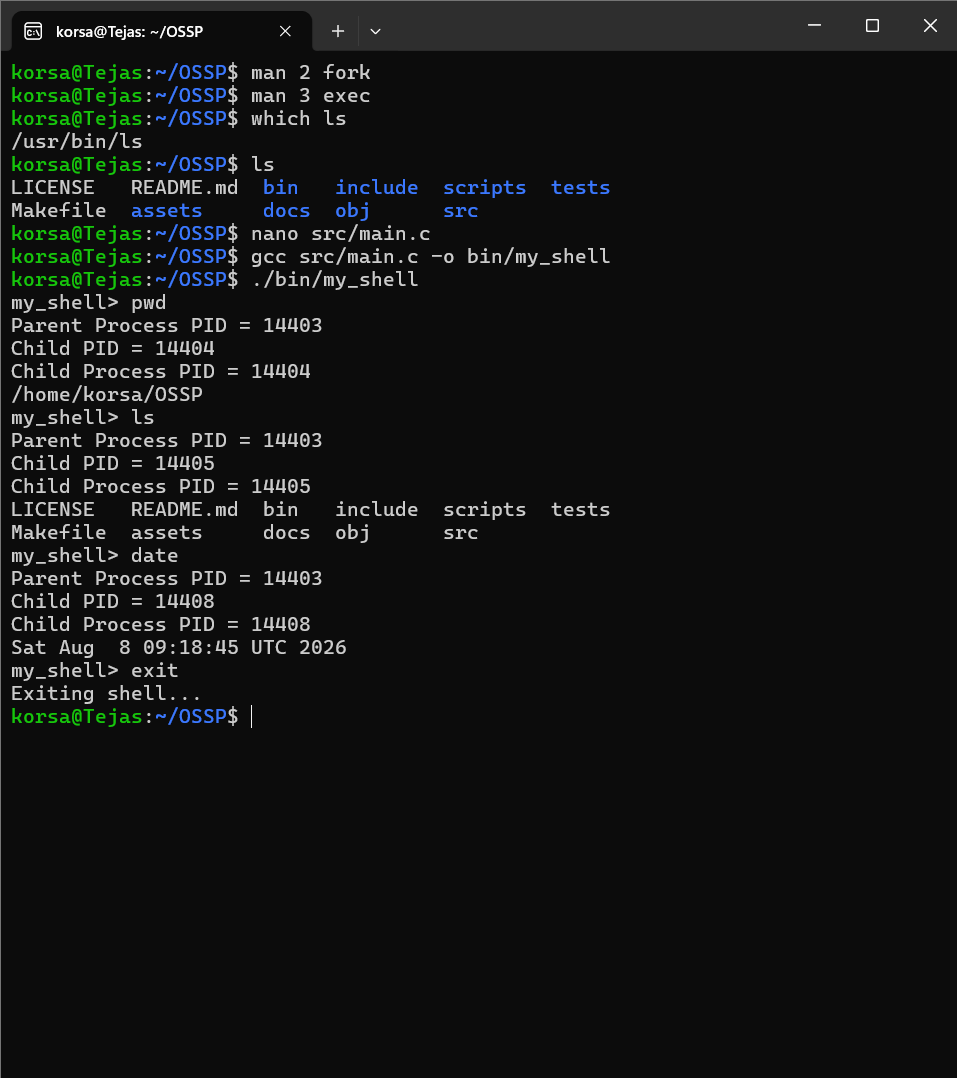 korsa@Tejas: ~/OSSP
korsa@Tejas:~/OSSP$ man 2 fork
korsa@Tejas:~/OSSP$ man 3 exec
korsa@Tejas:~/OSSP$ which ls
/usr/bin/ls
korsa@Tejas:~/OSSP$ ls
LICENSE   README.md  bin   include  scripts  tests
Makefile  assets     docs  obj      src
korsa@Tejas:~/OSSP$ nano src/main.c
korsa@Tejas:~/OSSP$ gcc src/main.c -o bin/my_shell
korsa@Tejas:~/OSSP$ ./bin/my_shell
my_shell> pwd
Parent Process PID = 14403
Child PID = 14404
Child Process PID = 14404
/home/korsa/OSSP
my_shell> ls
Parent Process PID = 14403
Child PID = 14405
Child Process PID = 14405
LICENSE   README.md  bin   include  scripts  tests
Makefile  assets     docs  obj      src
my_shell> date
Parent Process PID = 14403
Child PID = 14408
Child Process PID = 14408
Sat Aug  8 09:18:45 UTC 2026
my_shell> exit
Exiting shell...
korsa@Tejas:~/OSSP$